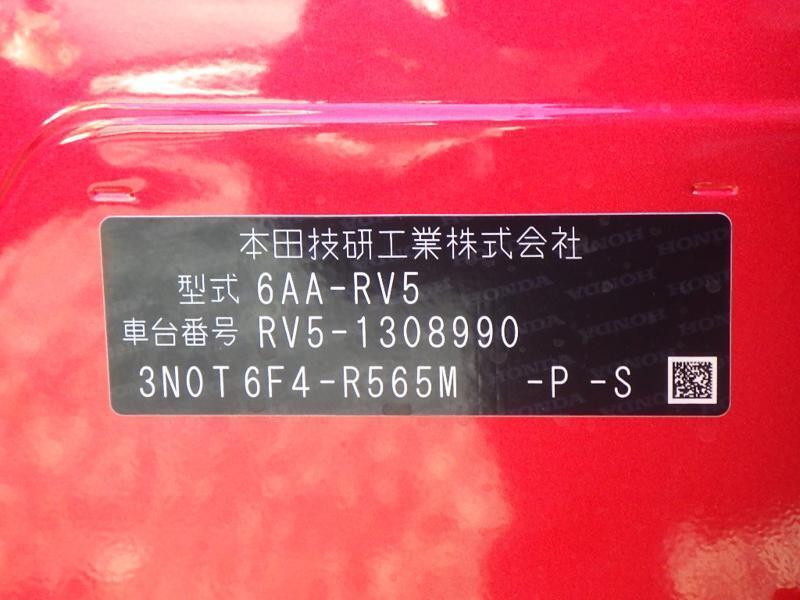 本田技研工業株式会社
型式 6AA-RV5
車台番号 RV5-1308990
3N0T6F4-R565M -P-S